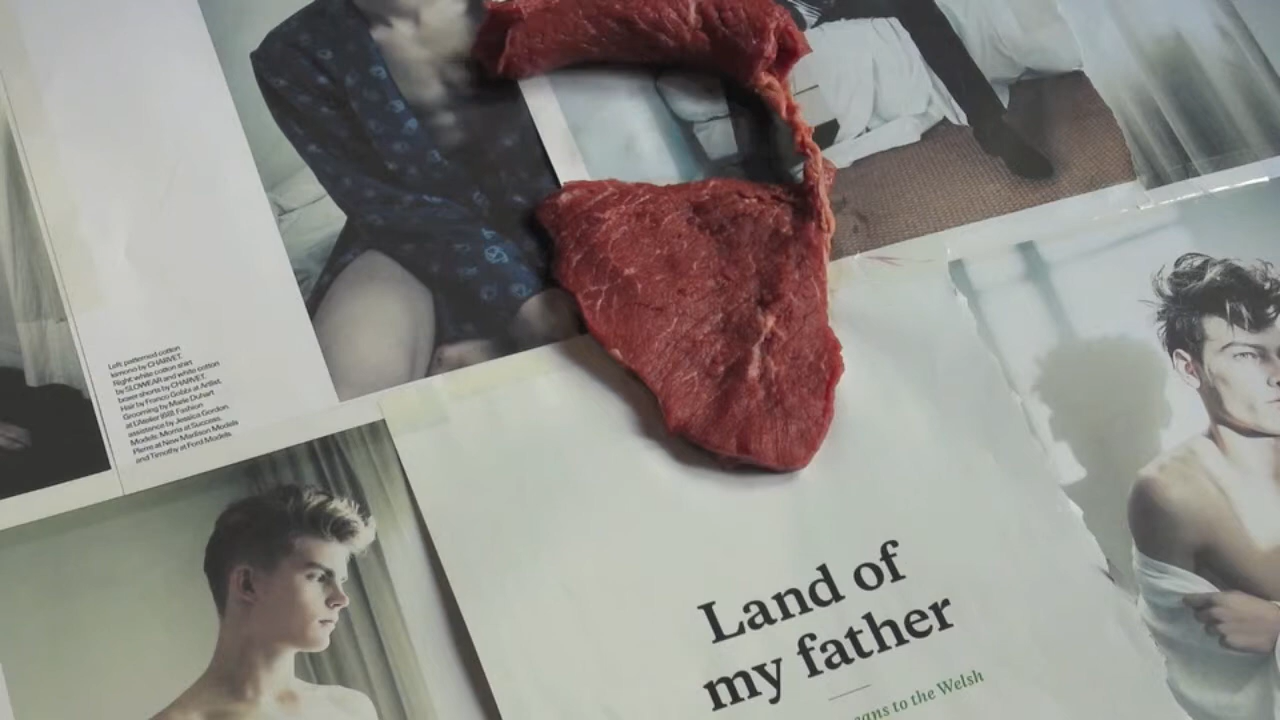 Left: patterned cotton
kimono by CHARVET.
Right: white cotton shirt
by SLOWEAR and white cotton
boxer shorts by CHARVET.
Hair by Franco Gobbi at Artist.
Grooming by Marie Duhart
at L'Atelier (68). Fashion
assistance by Jessica Gordon.
Models: Morris at Success,
Pierre at New Madison Models
and Timothy at Ford Models.
Land of
my father
to the Welsh